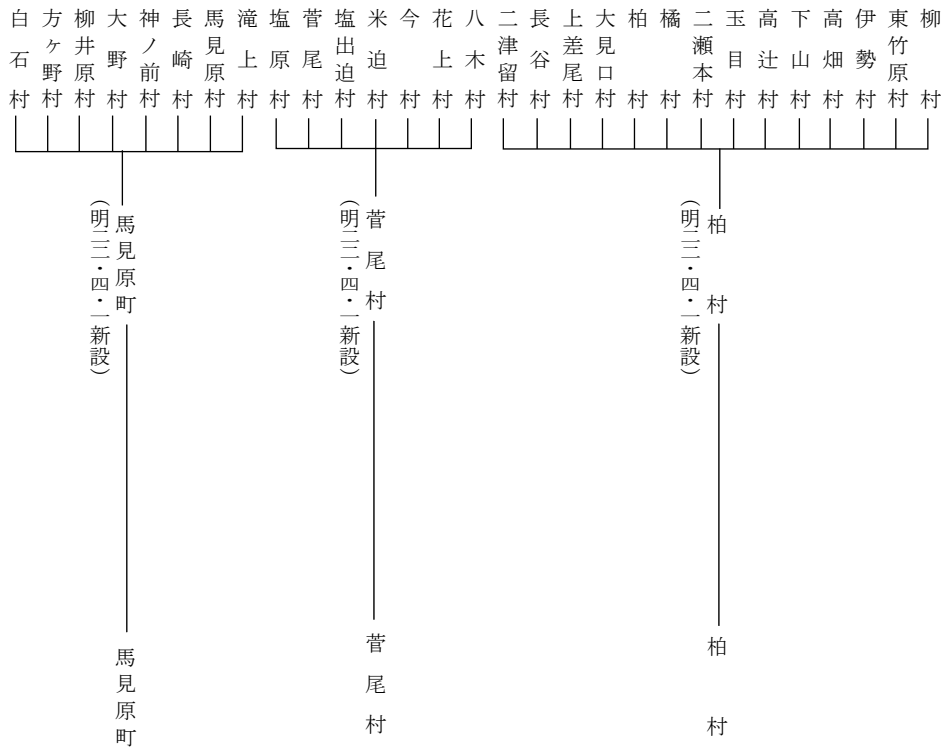 柳村
東竹原村
伊勢村
高畑村
下山村
高辻村
玉目村
二瀬本村
橘村
柏村
大見口村
上差尾村
長谷村
二津留村
八木村
花上村
今村
米迫村
塩出迫村
菅尾村
塩原村
滝上村
馬見原村
長崎村
神ノ前村
大野村
柳井原村
方ヶ野村
白石村
柏村
(明二二・四・一新設)
菅尾村
(明二二・四・一新設)
馬見原町
(明二二・四・一新設)
柏村
菅尾村
馬見原町